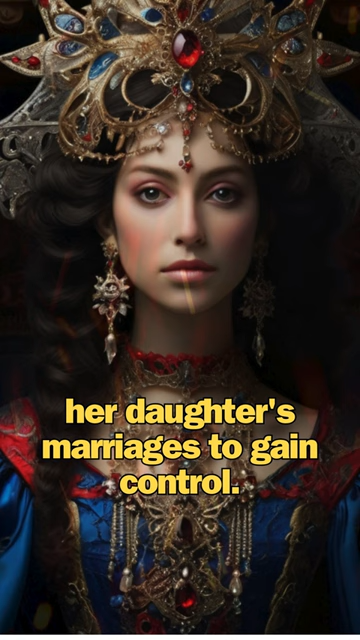 her daughter's
marriages to gain
control.